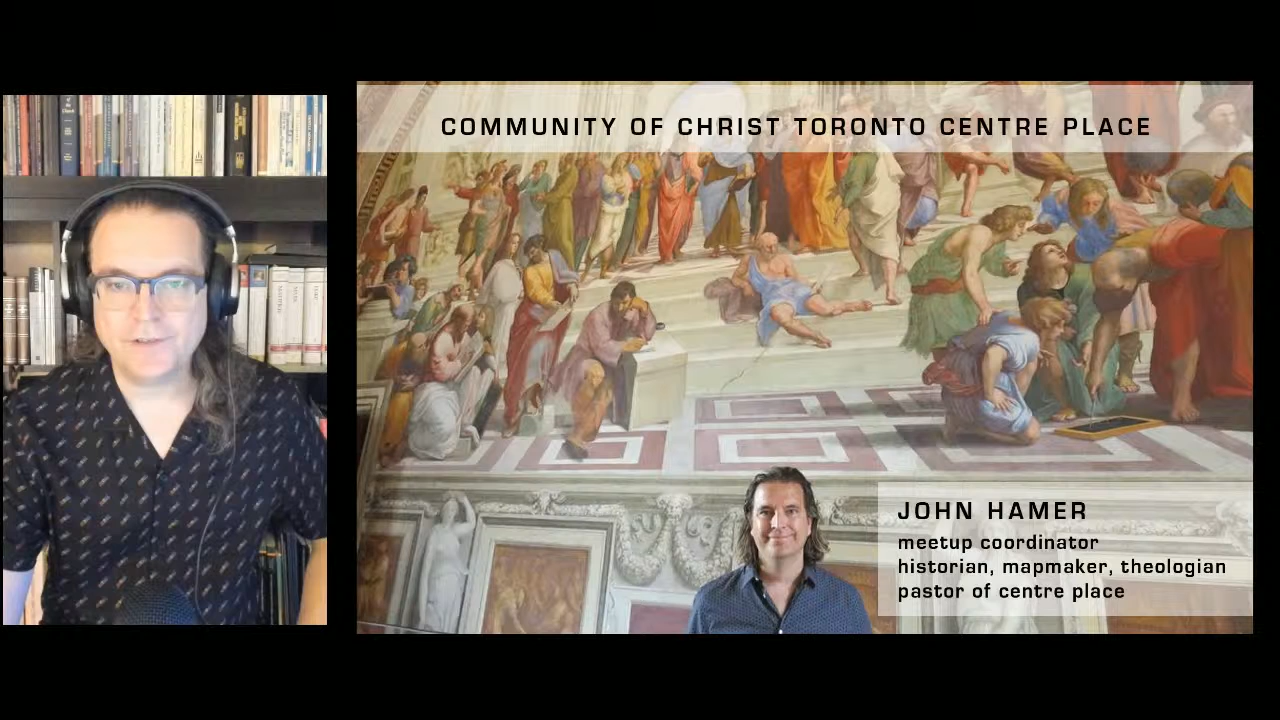 COMMUNITY OF CHRIST TORONTO CENTRE PLACE
JOHN HAMER
meetup coordinator
historian, mapmaker, theologian
pastor of centre place